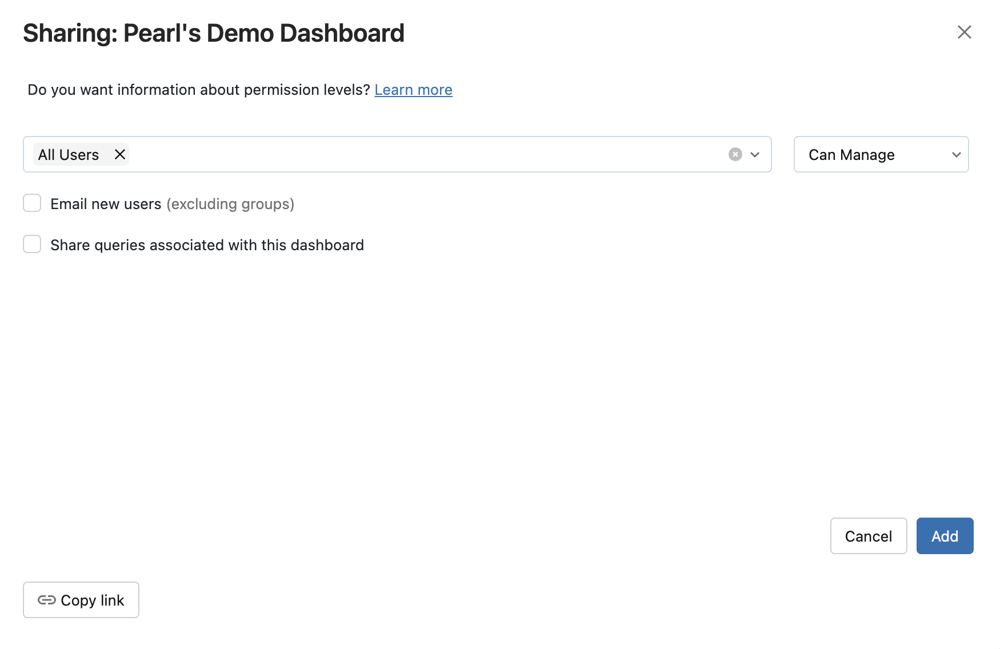 Sharing: Pearl's Demo Dashboard
Do you want information about permission levels? Learn more
All Users
Can Manage
Email new users (excluding groups)
Share queries associated with this dashboard
Cancel
Add
Copy link